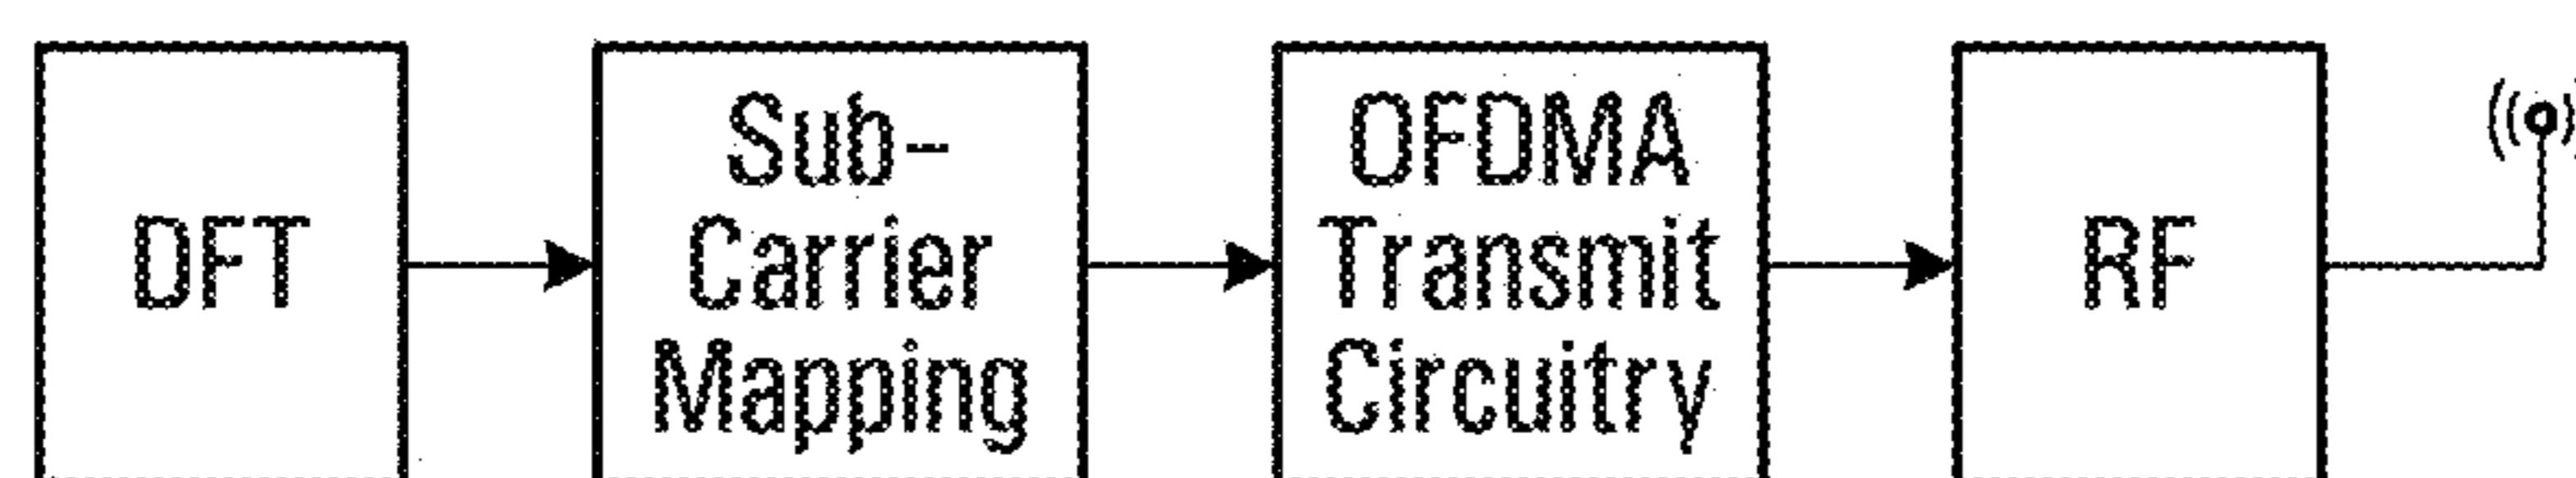 DFT
Sub-
Carrier
Mapping
OFDMA
Transmit
Circuitry
RF